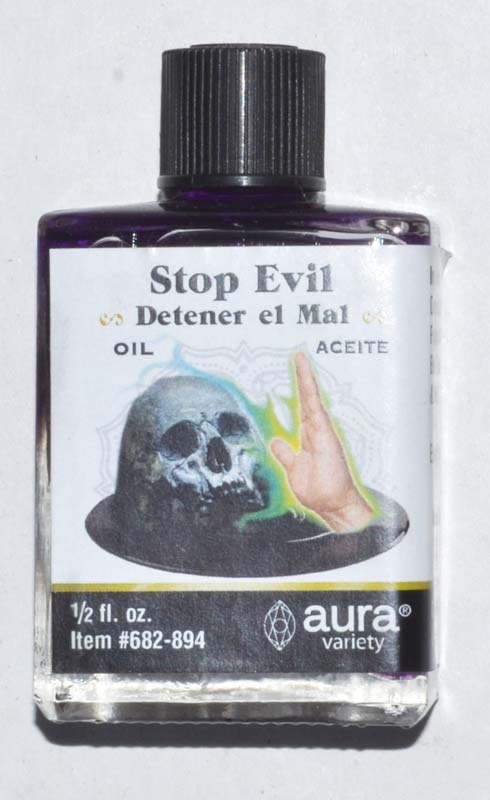 Stop Evil
Detener el Mal
OIL ACEITE
1/2 fl. oz.
Item #682-894
aura®
variety